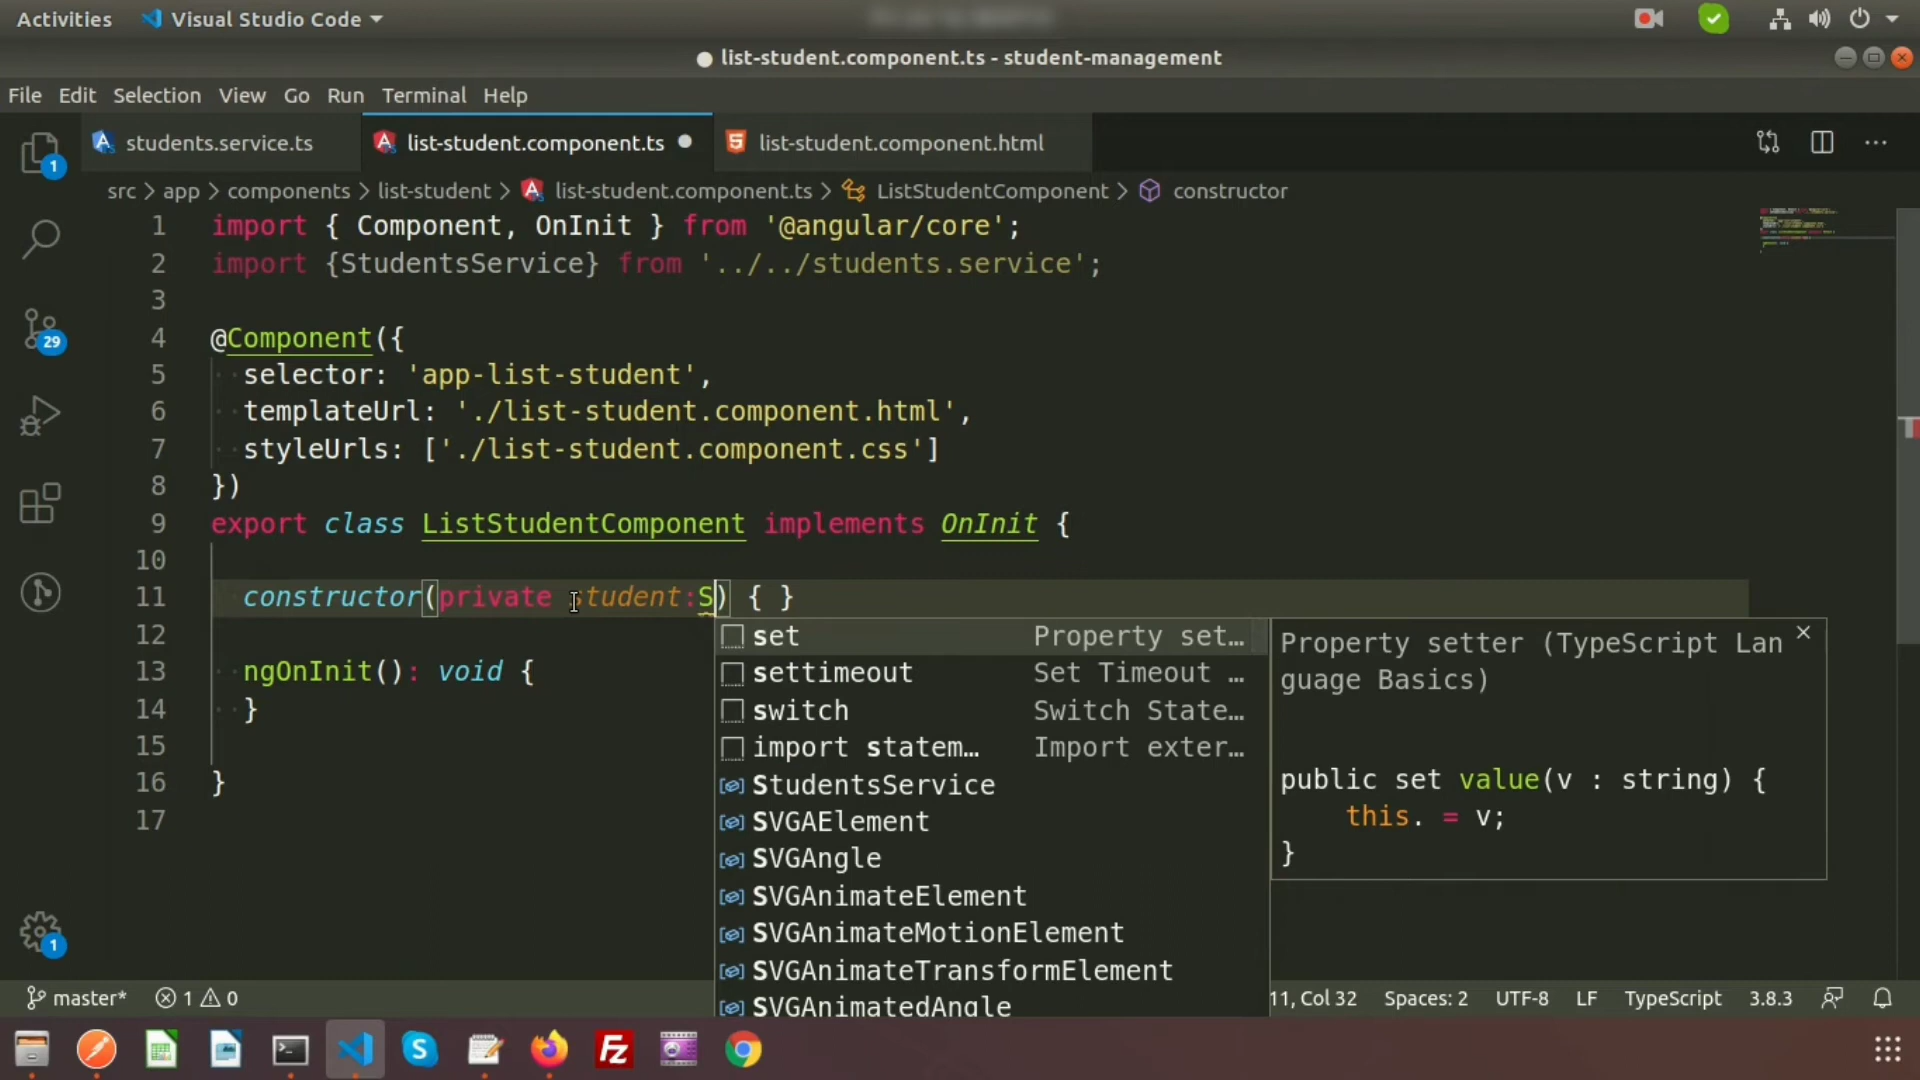 Activities Visual Studio Code
list-student.component.ts - student-management
File Edit Selection View Go Run Terminal Help
1 students.service.ts list-student.component.ts list-student.component.html
src > app > components > list-student > list-student.component.ts > ListStudentComponent > constructor
1 import { Component, OnInit } from '@angular/core';
2 import {StudentsService} from '../../students.service';
3
4 @Component({
5 selector: 'app-list-student',
6 templateUrl: './list-student.component.html',
7 styleUrls: ['./list-student.component.css']
8 })
9 export class ListStudentComponent implements OnInit {
10
11 constructor(private student:S) { }
12
13 ngOnInit(): void {
14 }
15
16 }
17
29
1
set Property set…
settimeout Set Timeout …
switch Switch State…
import statem… Import exter…
StudentsService
SVGAElement
SVGAngle
SVGAnimateElement
SVGAnimateMotionElement
SVGAnimateTransformElement
SVGAnimatedAngle
Property setter (TypeScript Lan
guage Basics)
public set value(v : string) {
this. = v;
}
master* 1 0 11, Col 32 Spaces: 2 UTF-8 LF TypeScript 3.8.3
S Fz